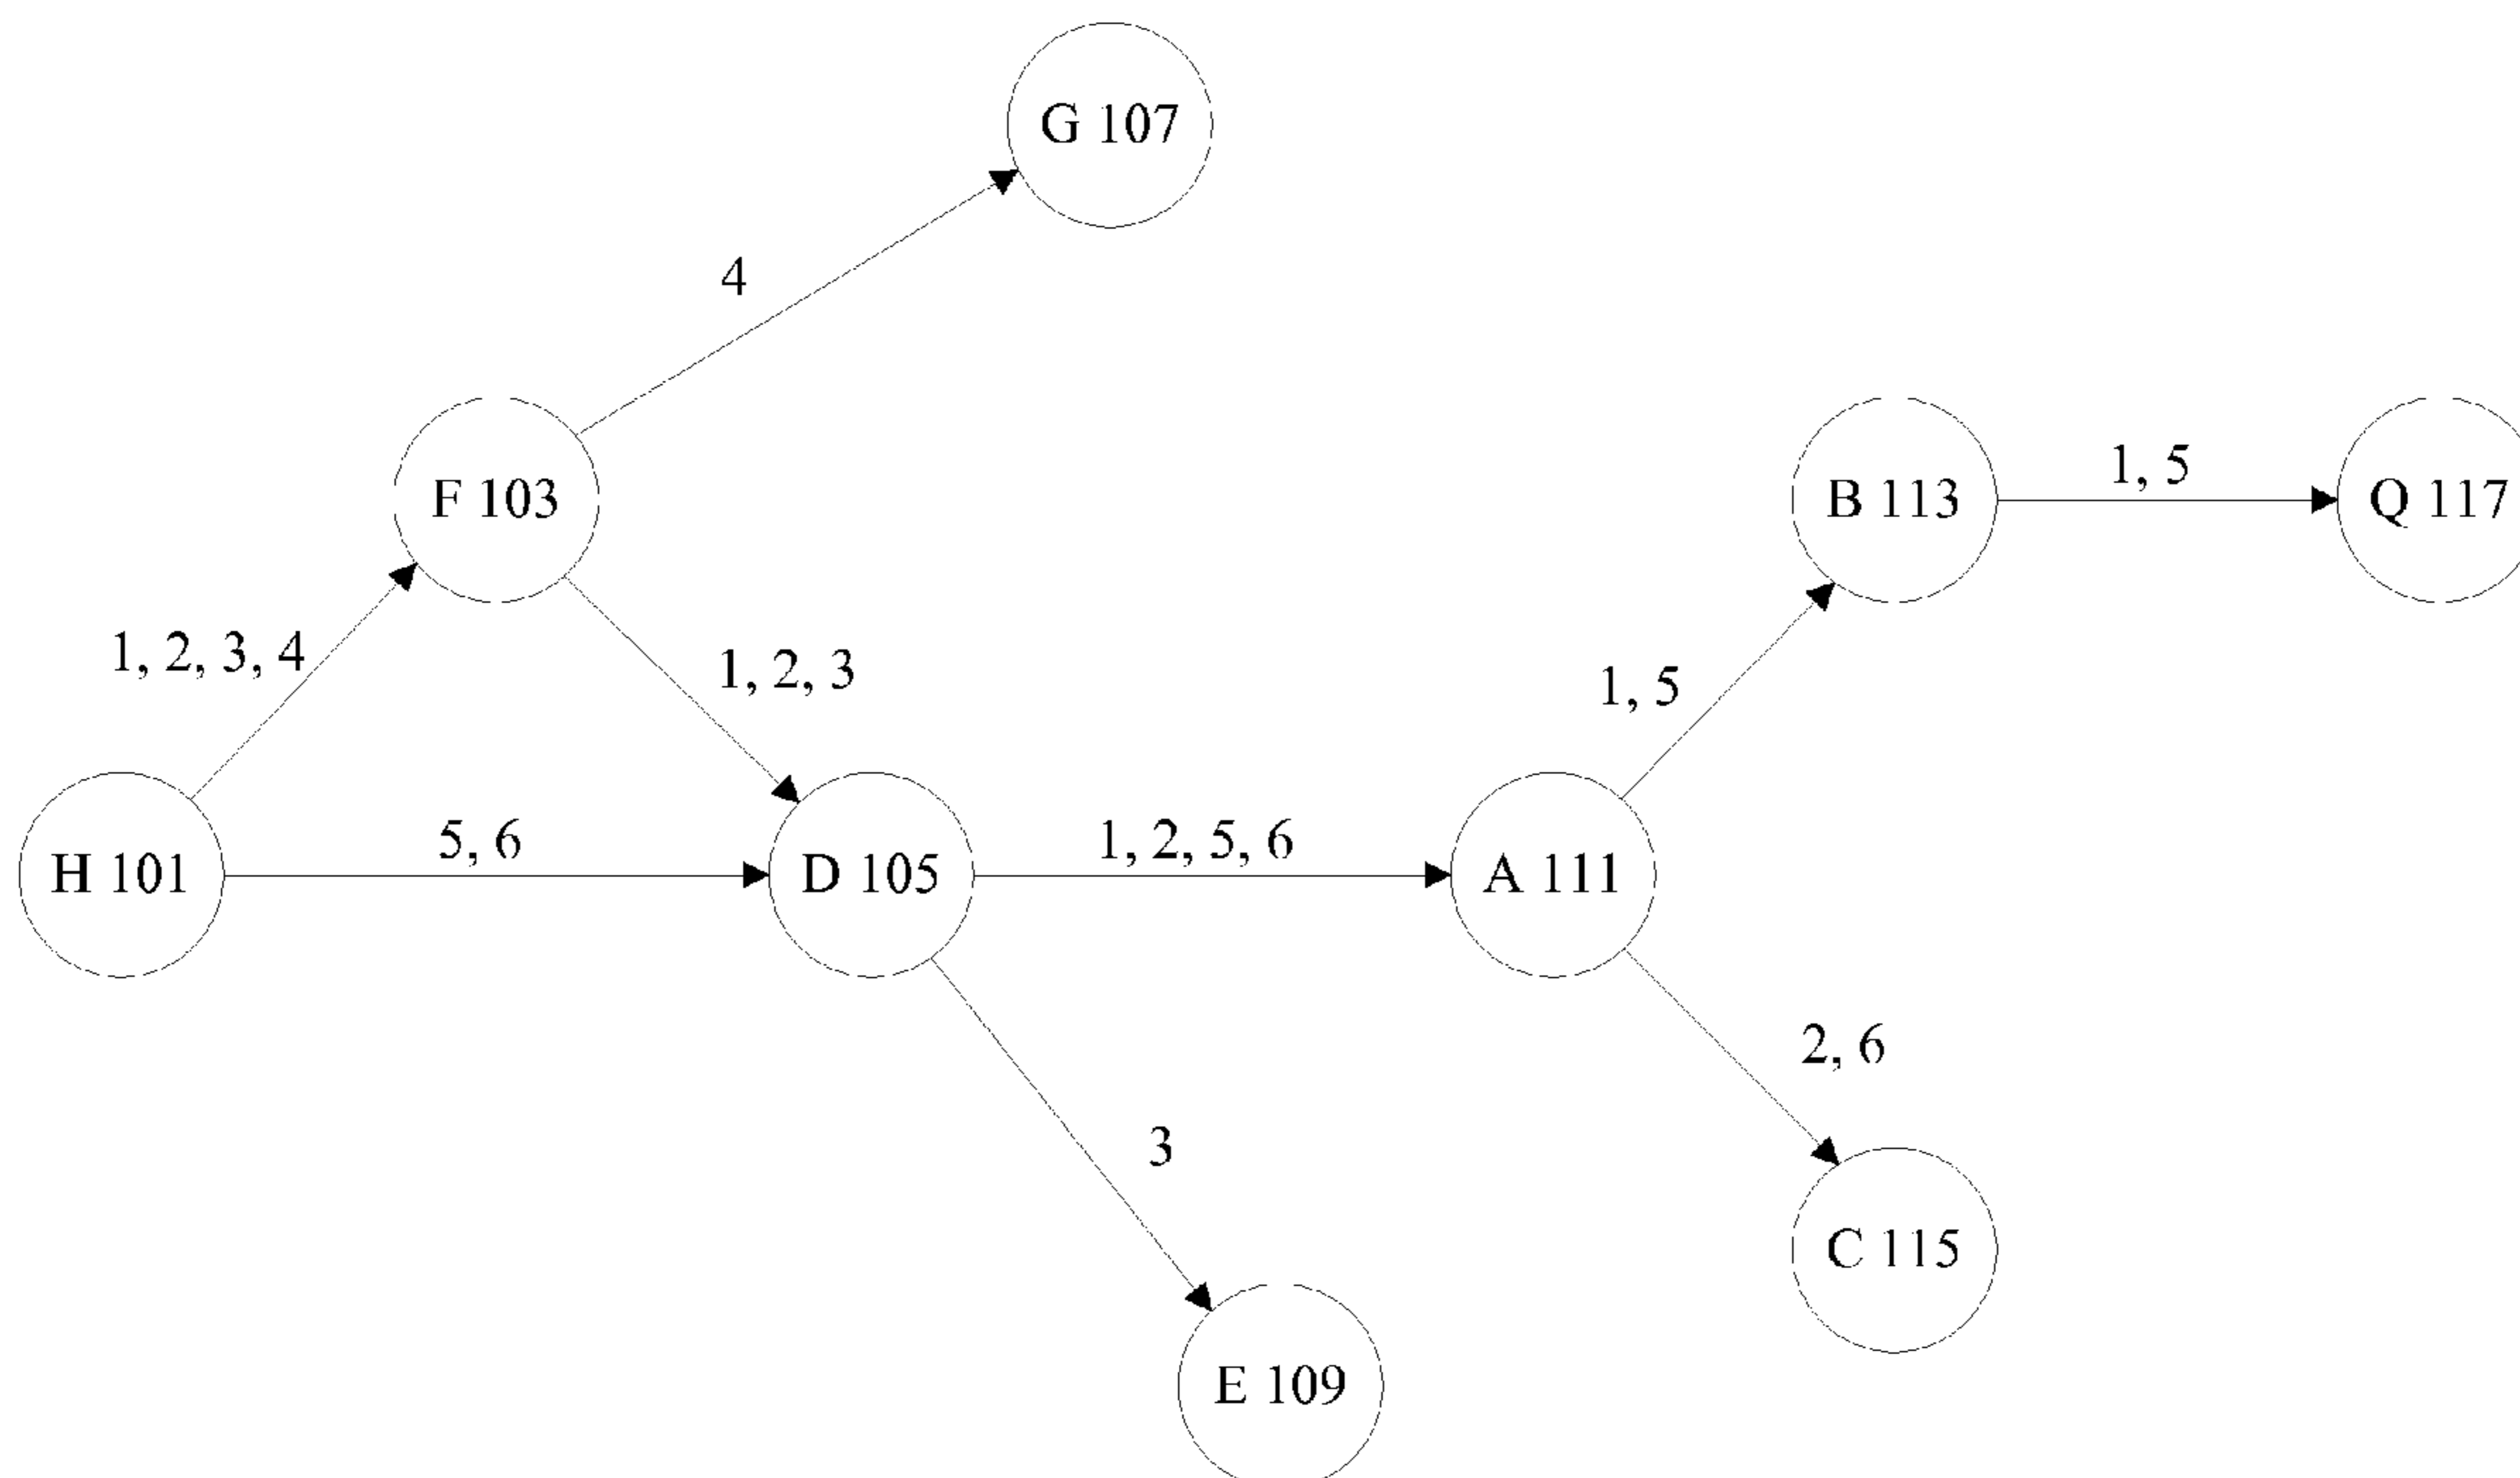 G 107
4
F 103
B 113
1, 5
Q 117
1, 2, 3, 4
1, 2, 3
1, 5
H 101
5, 6
D 105
1, 2, 5, 6
A 111
2, 6
3
C 115
E 109